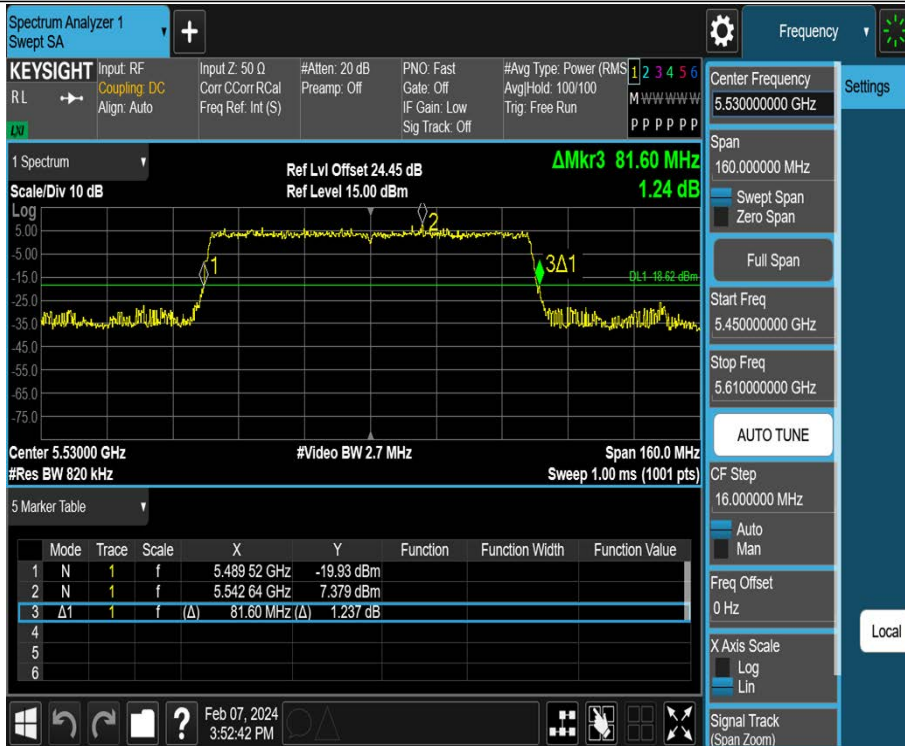 Spectrum Analyzer 1
Swept SA
+
Frequency
KEYSIGHT
RL
LXI
Input: RF
Coupling: DC
Align: Auto
Input Z: 50 Ω
Corr CCorr RCal
Freq Ref: Int (S)
#Atten: 20 dB
Preamp: Off
PNO: Fast
Gate: Off
IF Gain: Low
Sig Track: Off
#Avg Type: Power (RMS
Avg|Hold: 100/100
Trig: Free Run
1 2 3 4 5 6
M W W W W W
P P P P P P
1 Spectrum
Scale/Div 10 dB
Ref Lvl Offset 24.45 dB
Ref Level 15.00 dBm
ΔMkr3 81.60 MHz
1.24 dB
Log
5.00
-5.00
-15.0
-25.0
-35.0
-45.0
-55.0
-65.0
-75.0
1
2
3Δ1
DL1 -18.62 dBm
Center 5.53000 GHz
#Video BW 2.7 MHz
Span 160.0 MHz
#Res BW 820 kHz
Sweep 1.00 ms (1001 pts)
5 Marker Table
Mode Trace Scale X Y Function Function Width Function Value
1 N 1 f 5.489 52 GHz -19.93 dBm
2 N 1 f 5.542 64 GHz 7.379 dBm
3 Δ1 1 f (Δ) 81.60 MHz (Δ) 1.237 dB
4
5
6
Feb 07, 2024
3:52:42 PM
?
Center Frequency
5.530000000 GHz
Span
160.000000 MHz
Swept Span
Zero Span
Full Span
Start Freq
5.450000000 GHz
Stop Freq
5.610000000 GHz
AUTO TUNE
CF Step
16.000000 MHz
Auto
Man
Freq Offset
0 Hz
X Axis Scale
Log
Lin
Signal Track
(Span Zoom)
Settings
Local